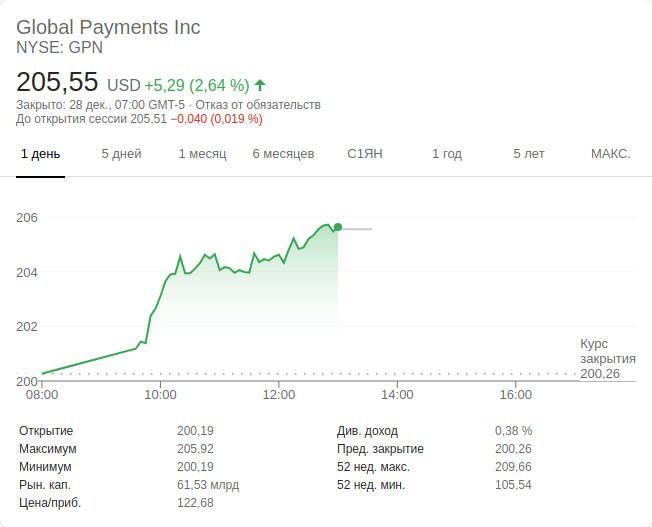 Global Payments Inc
NYSE: GPN
205,55 USD +5,29 (2,64 %)
Закрыто: 28 дек., 07:00 GMT-5 · Отказ от обязательств
До открытия сессии 205,51 −0,040 (0,019 %)
1 день 5 дней 1 месяц 6 месяцев С1ЯН 1 год 5 лет МАКС.
206
204
202
200
Курс
закрытия
200,26
08:00 10:00 12:00 14:00 16:00
Открытие 200,19 Див. доход 0,38 %
Максимум 205,92 Пред. закрытие 200,26
Минимум 200,19 52 нед. макс. 209,66
Рын. кап. 61,53 млрд 52 нед. мин. 105,54
Цена/приб. 122,68